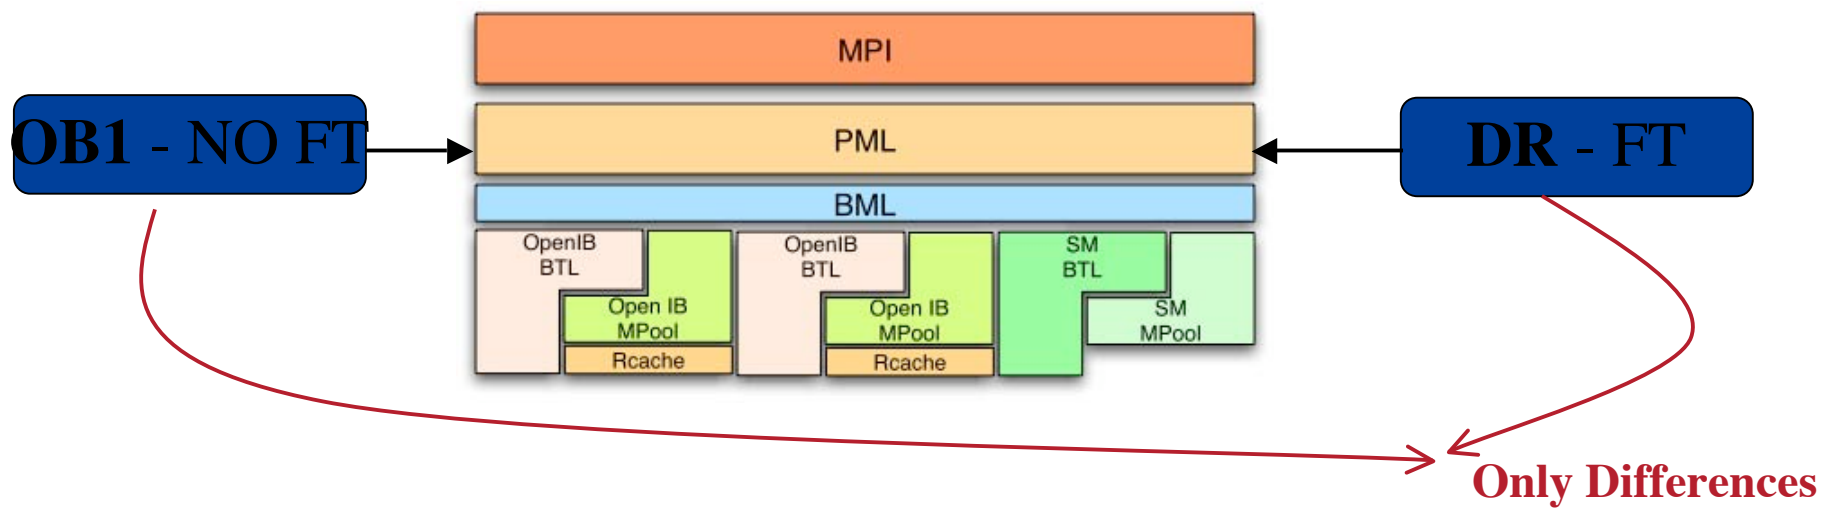 MPI
OB1 - NO FT
PML
DR - FT
BML
OpenIB
BTL
Open IB
MPool
Rcache
OpenIB
BTL
Open IB
MPool
Rcache
SM
BTL
SM
MPool
Only Differences